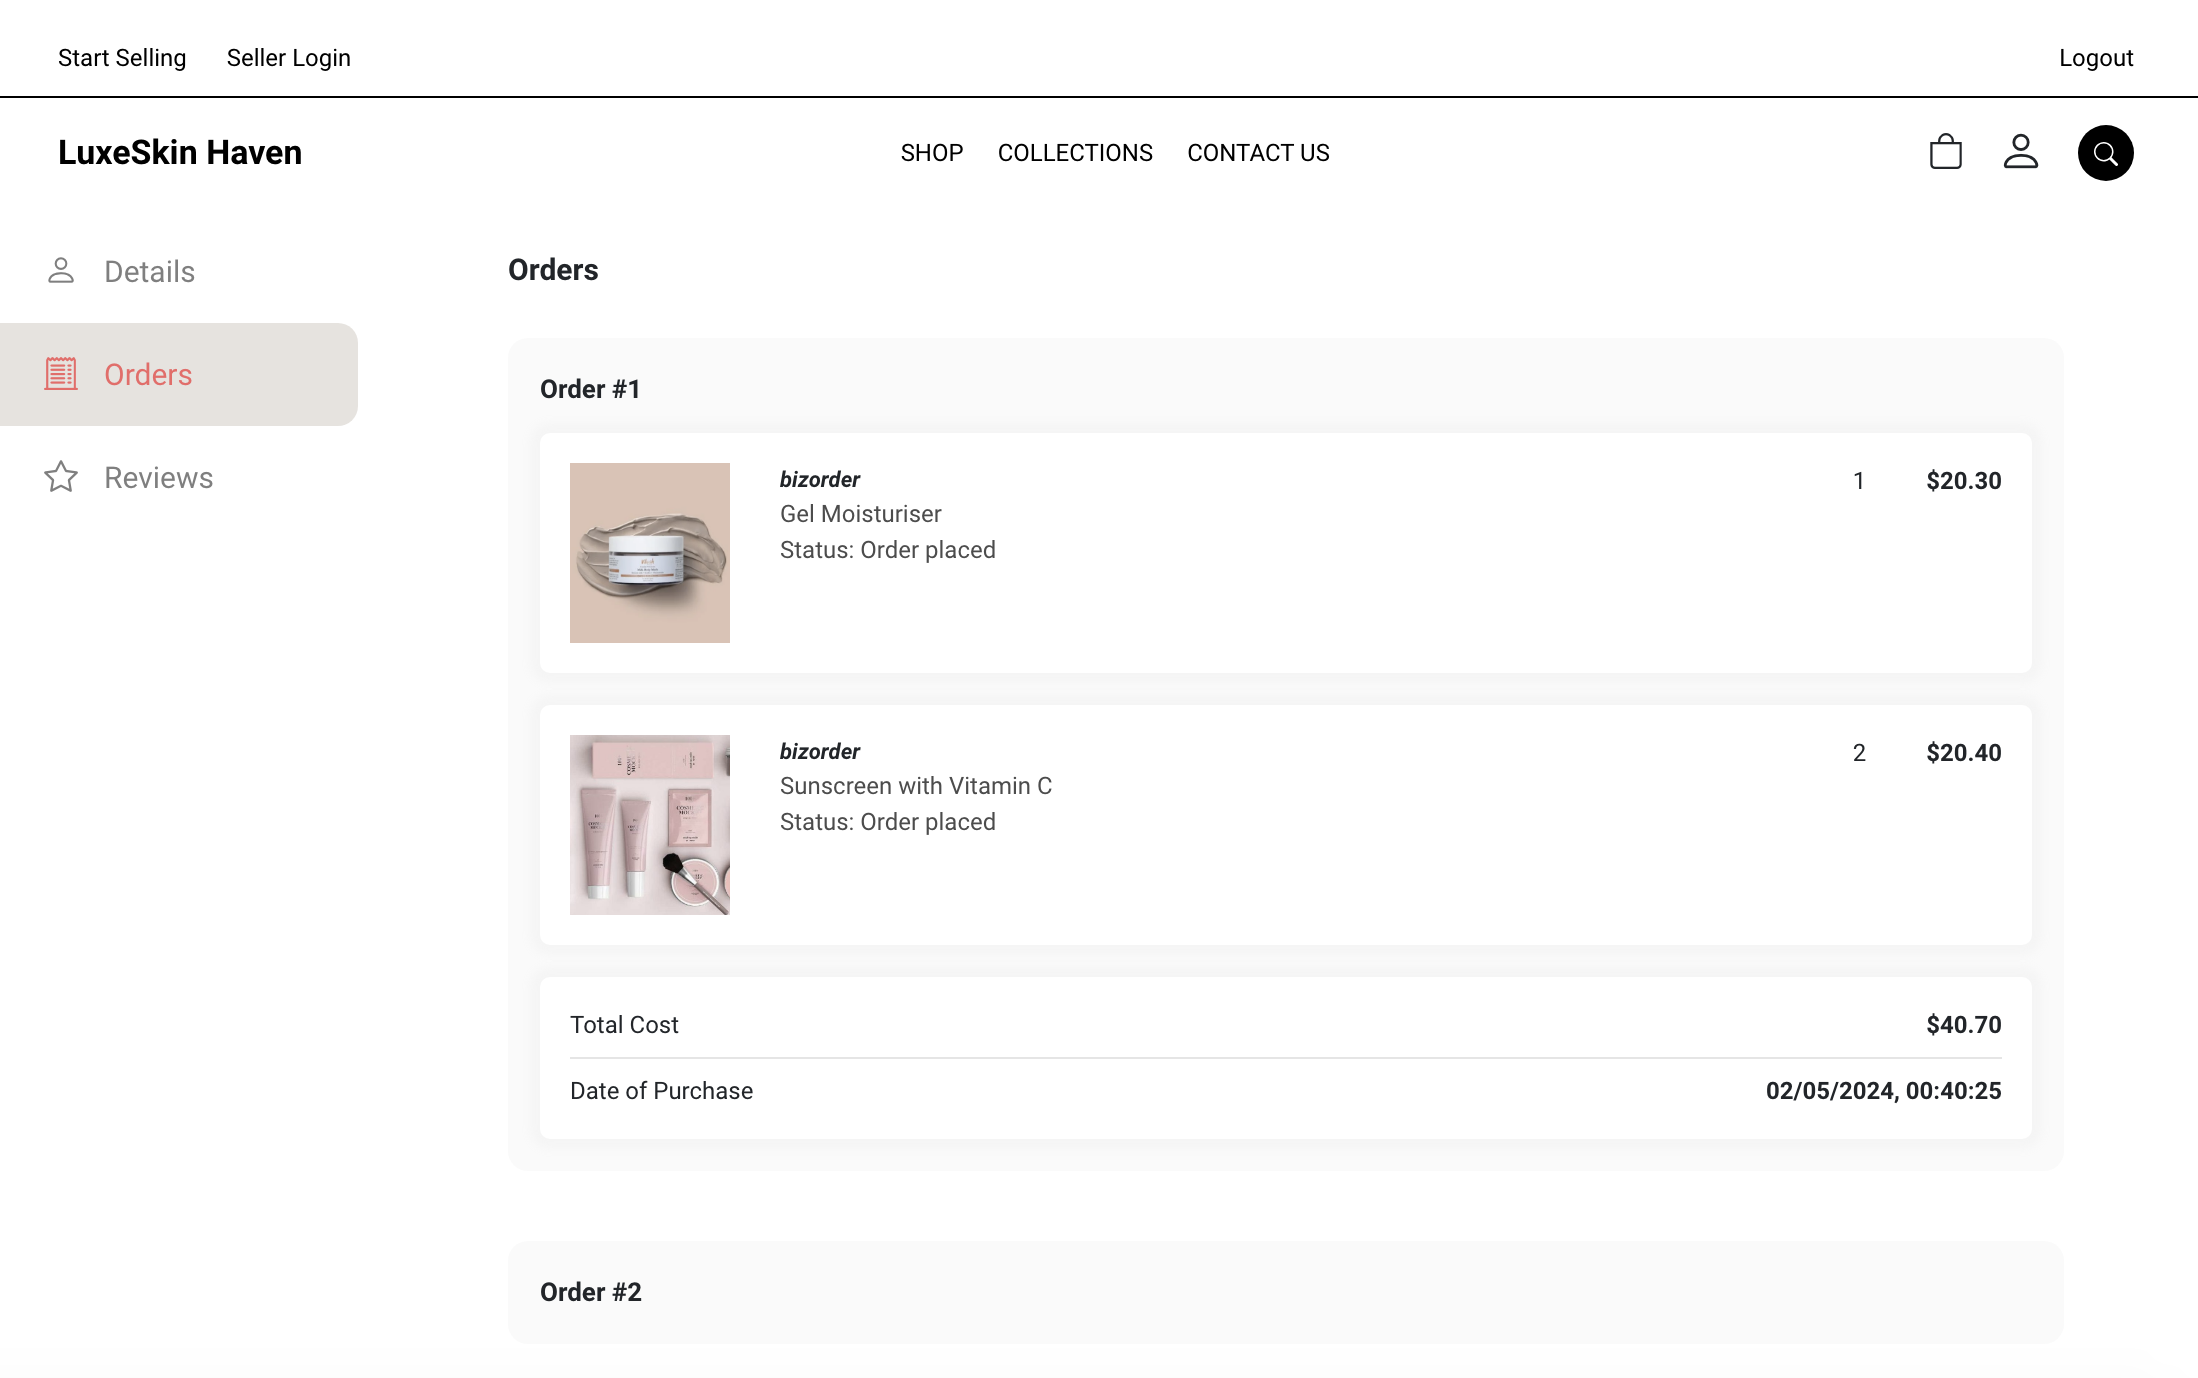 Start Selling Seller Login Logout
LuxeSkin Haven SHOP COLLECTIONS CONTACT US
Details
Orders
Reviews
Orders
Order #1
bizorder 1 $20.30
Gel Moisturiser
Status: Order placed
bizorder 2 $20.40
Sunscreen with Vitamin C
Status: Order placed
Total Cost $40.70
Date of Purchase 02/05/2024, 00:40:25
Order #2